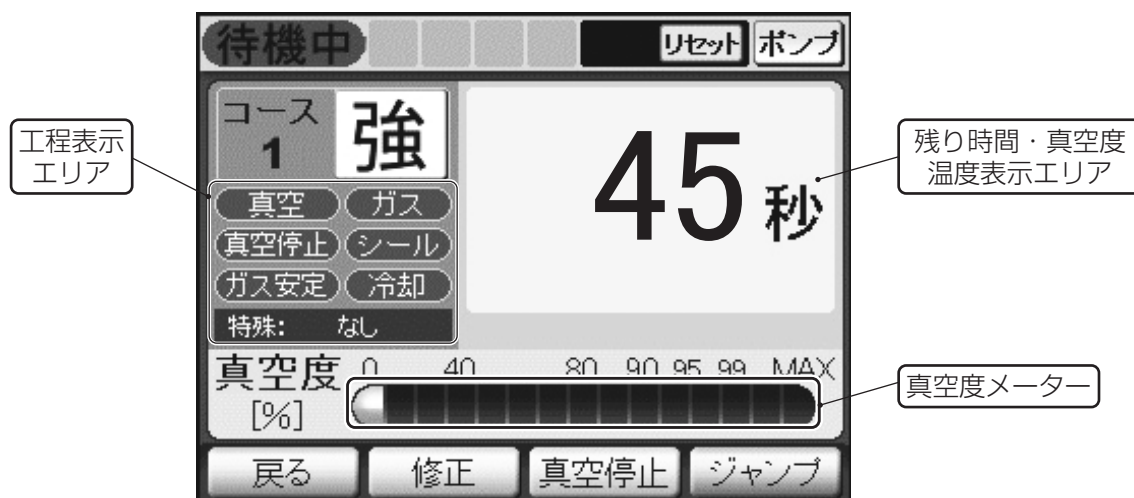 待機中 リセット ポンプ
コース
1
強
45秒
工程表示
エリア
残り時間・真空度
温度表示エリア
真空 ガス
真空停止 シール
ガス安定 冷却
特殊: なし
真空度 0 40 80 90 95 99 MAX
[%]
真空度メーター
戻る 修正 真空停止 ジャンプ